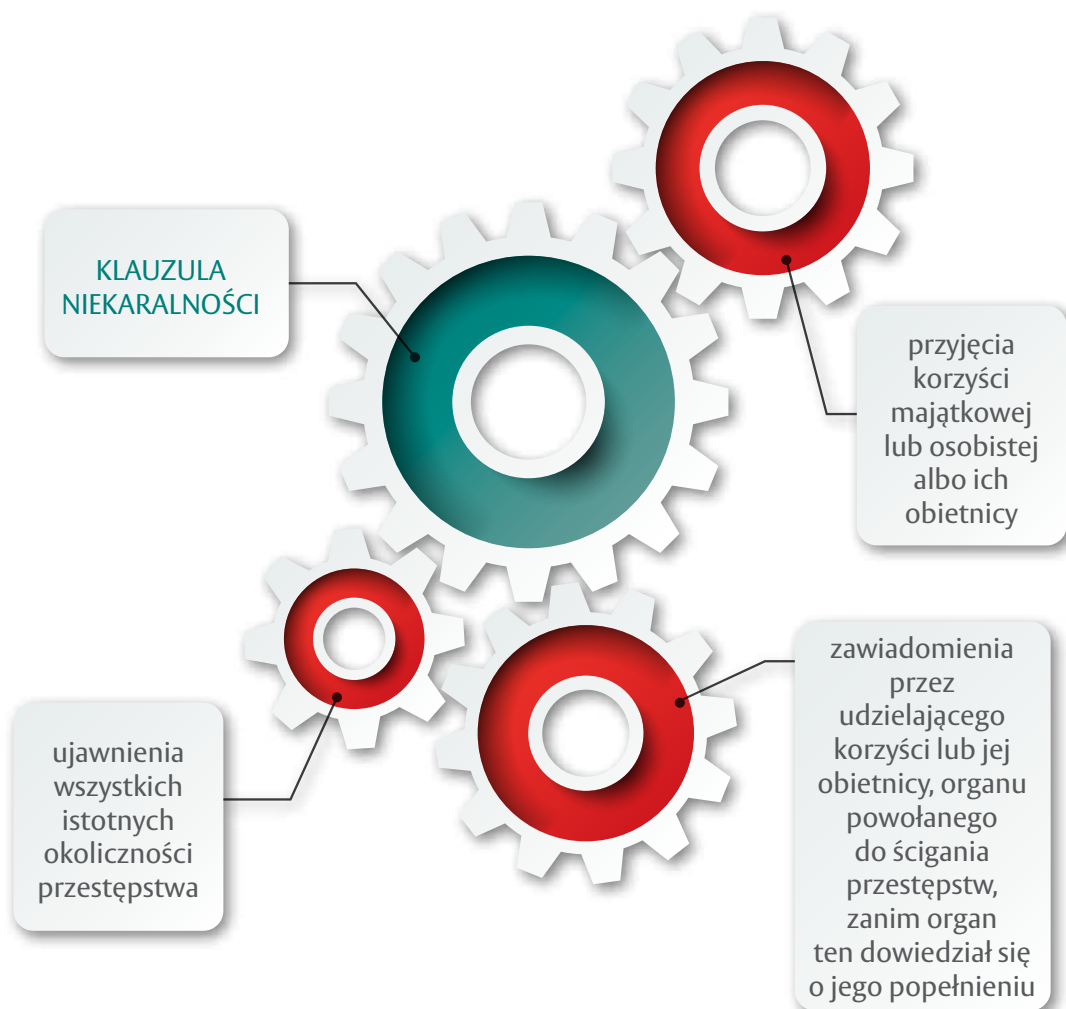 KLAUZULA
NIEKARALNOŚCI
przyjęcia
korzyści
majątkowej
lub osobistej
albo ich
obietnicy
ujawnienia
wszystkich
istotnych
okoliczności
przestępstwa
zawiadomienia
przez
udzielającego
korzyści lub jej
obietnicy, organu
powołanego
do ścigania
przestępstw,
zanim organ
ten dowiedział się
o jego popełnieniu